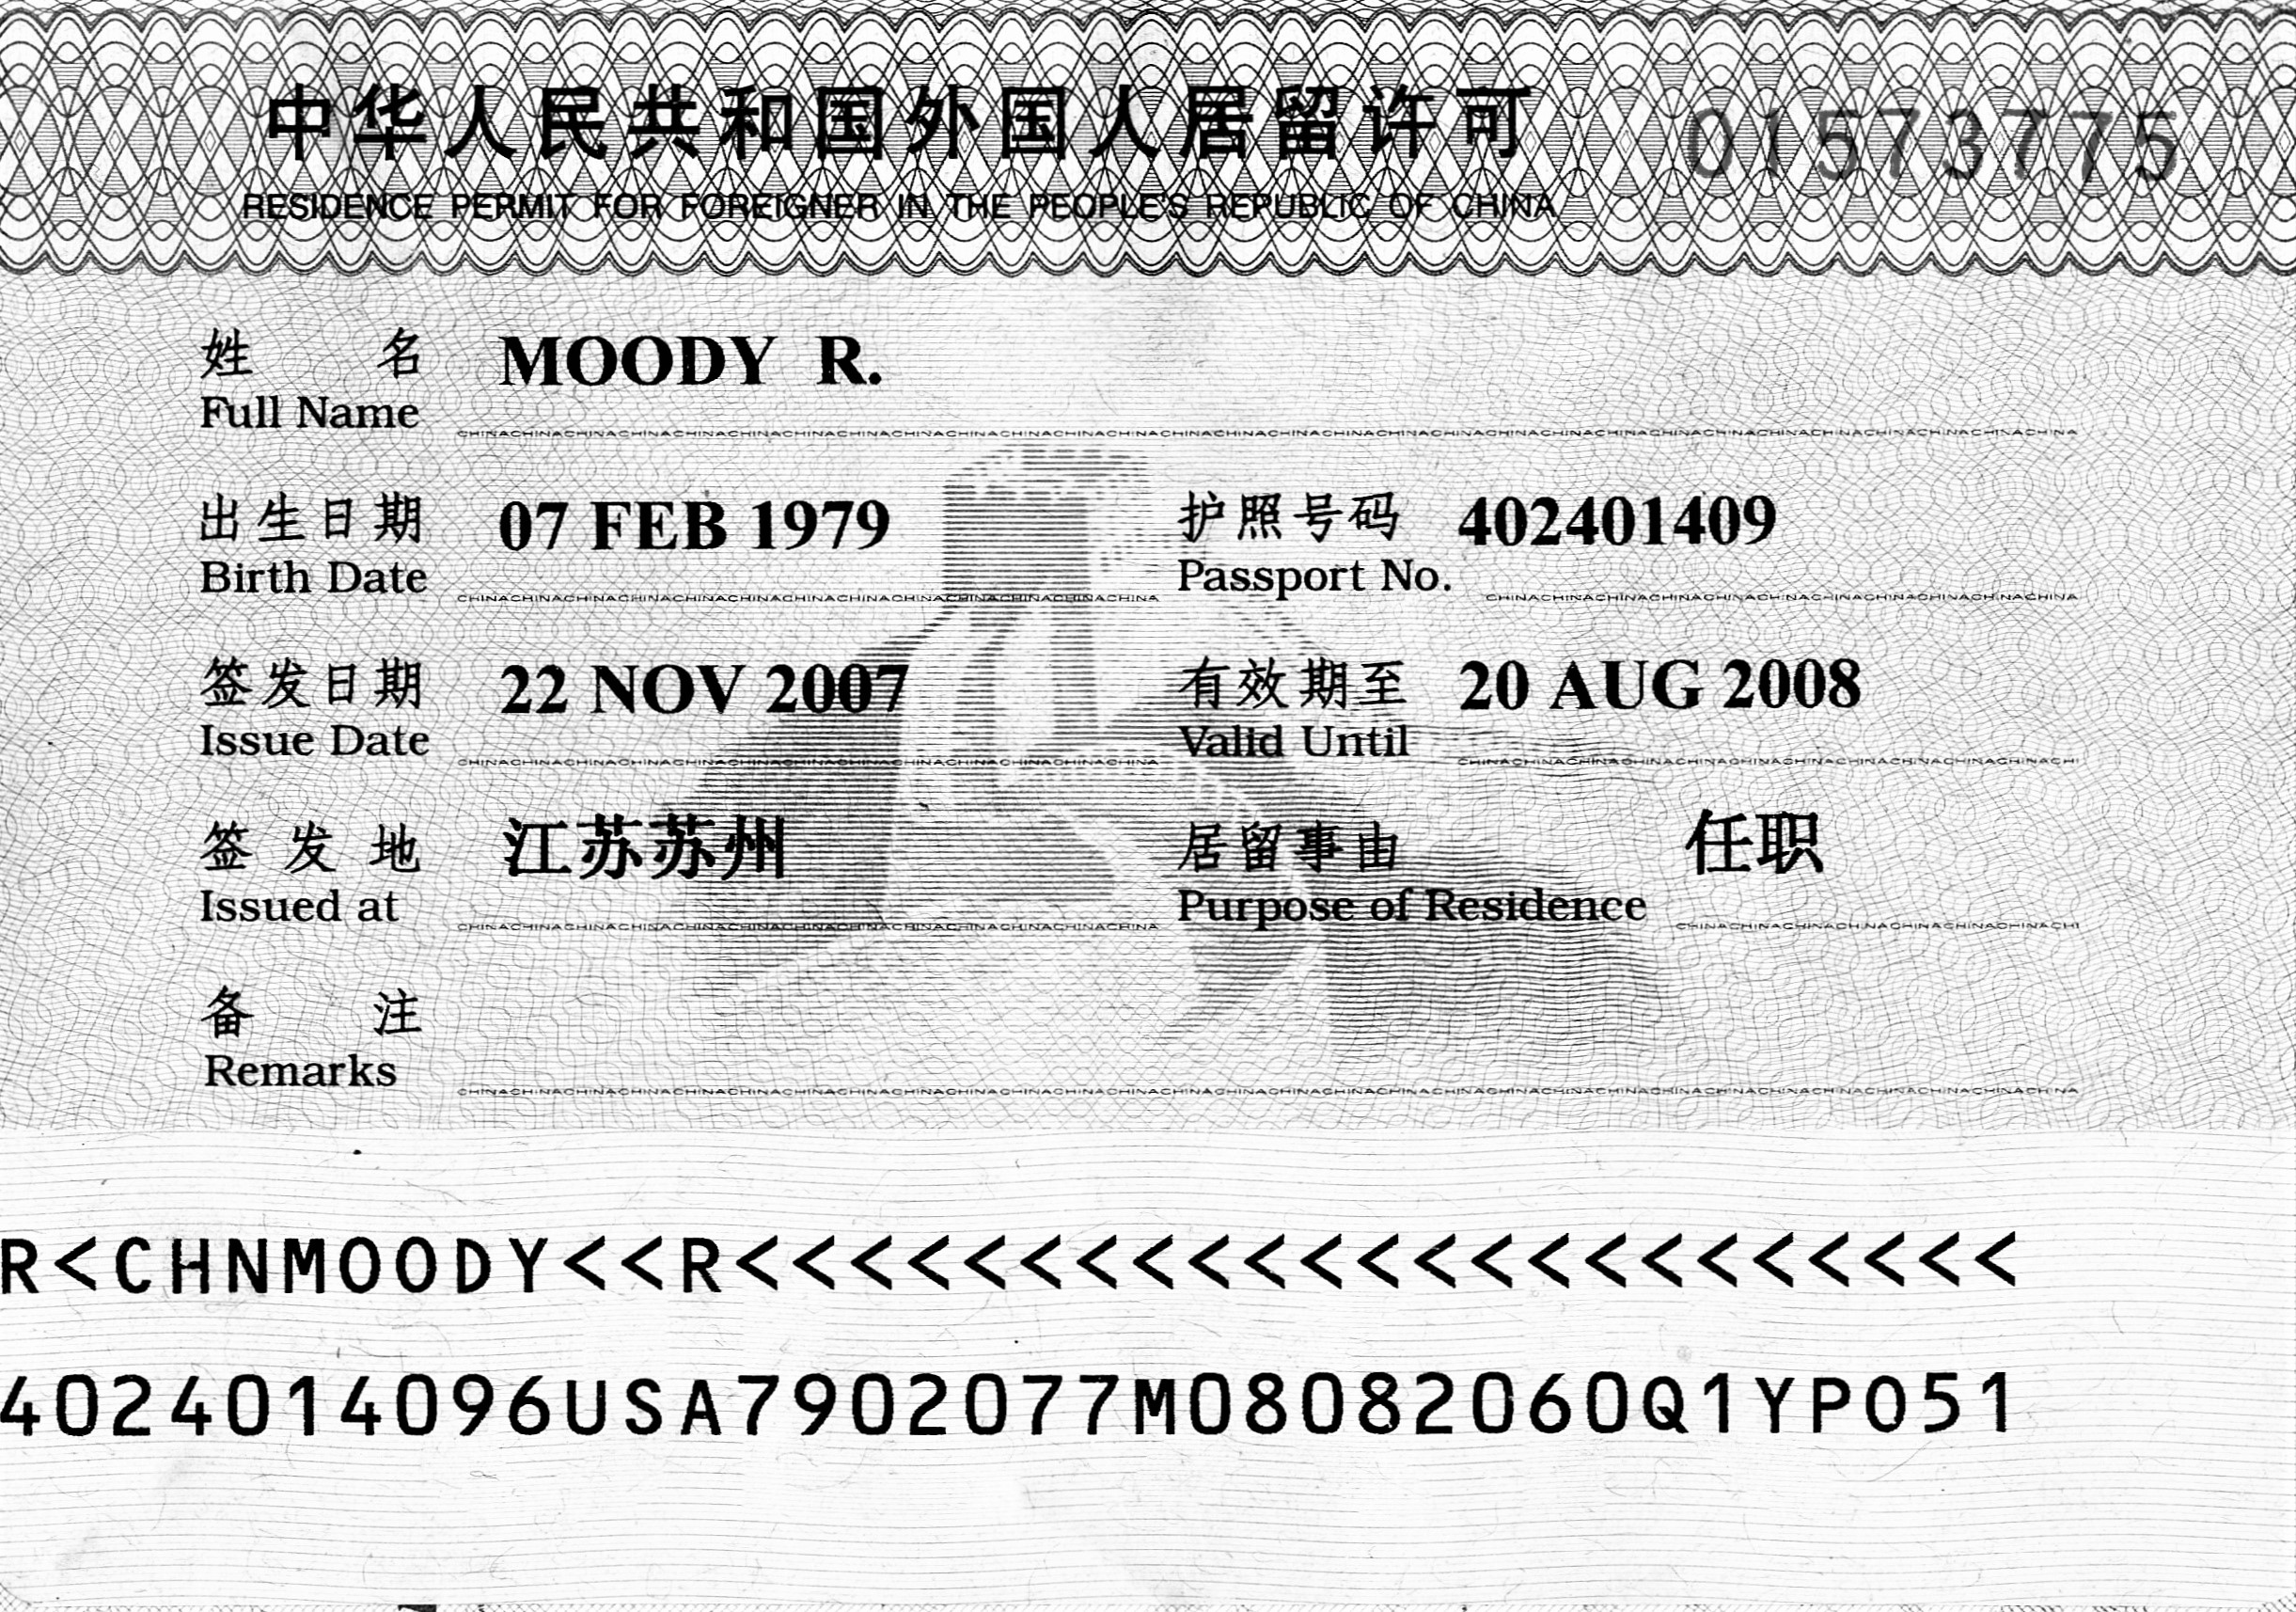 中华人民共和国外国人居留许可 01573775
RESIDENCE PERMIT FOR FOREIGNER IN THE PEOPLE'S REPUBLIC OF CHINA
姓名 MOODY R.
Full Name
出生日期 07 FEB 1979 护照号码 402401409
Birth Date Passport No.
签发日期 22 NOV 2007 有效期至 20 AUG 2008
Issue Date Valid Until
签发地 江苏苏州 居留事由 任职
Issued at Purpose of Residence
备注
Remarks
R<CHNMOODY<<R<<<<<<<<<<<<<<<<<<<<<<<
4024014096USA7902077M08082060Q1YP051